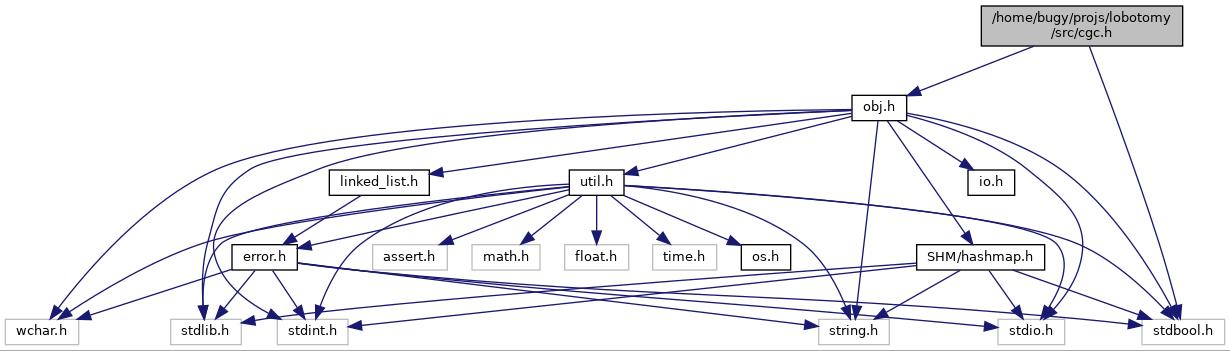 /home/bugy/projs/lobotomy
/src/cgc.h
obj.h
linked_list.h
util.h
io.h
error.h
assert.h
math.h
float.h
time.h
os.h
SHM/hashmap.h
wchar.h
stdlib.h
stdint.h
string.h
stdio.h
stdbool.h